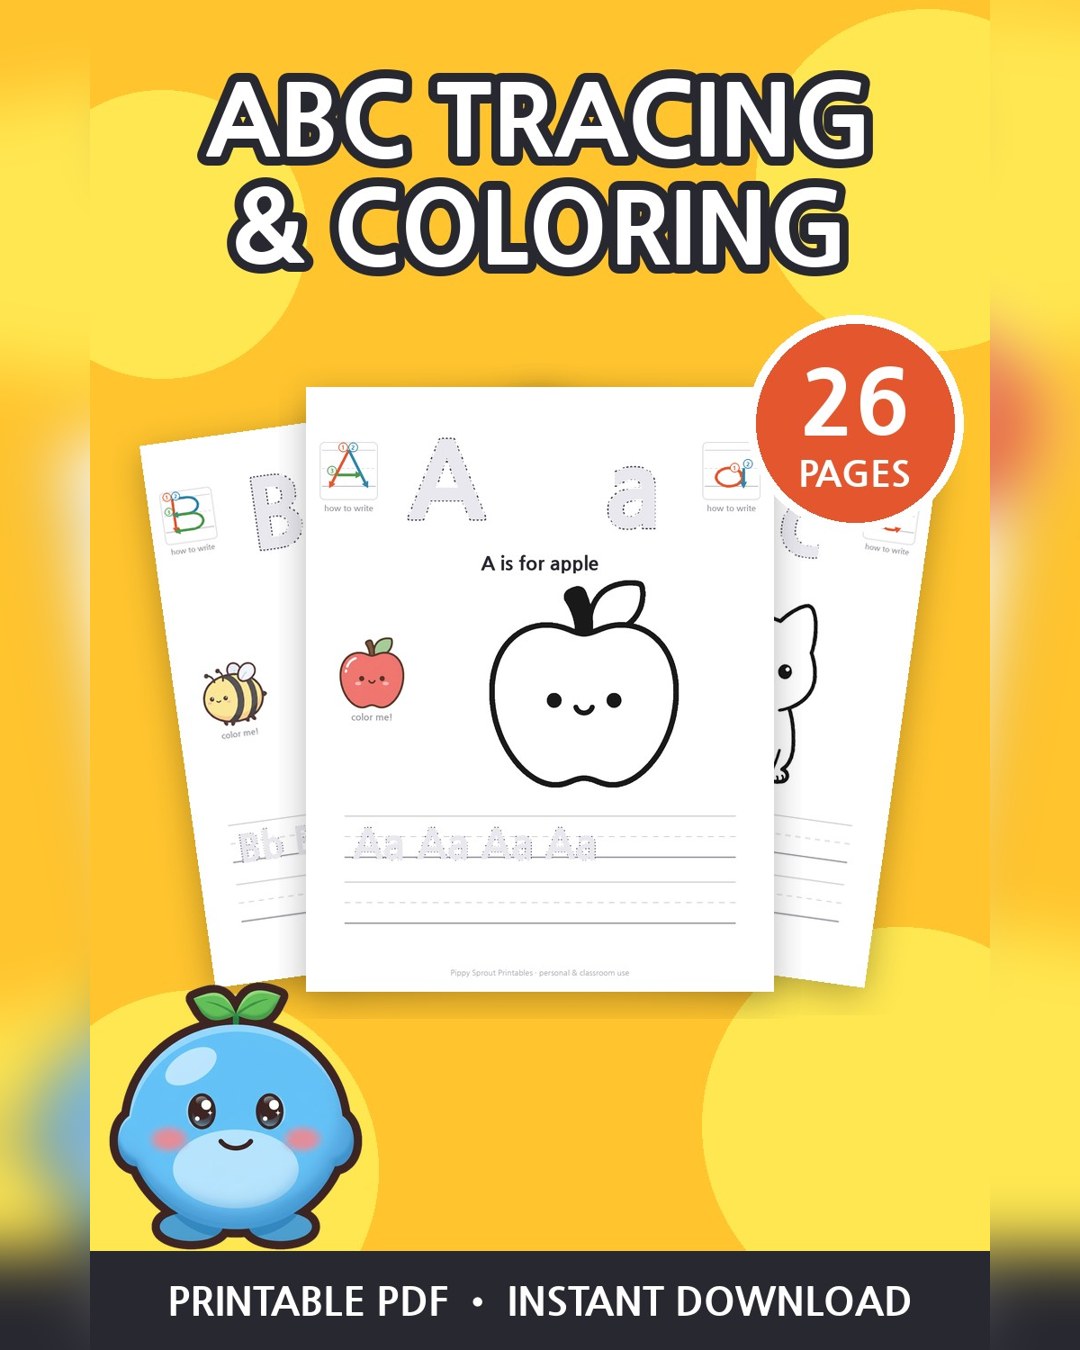 ABC TRACING
& COLORING
26
PAGES
A
a
how to write
how to write
A is for apple
color me!
Aa Aa Aa Aa
Pippy Sprout Printables · personal & classroom use
B
how to write
color me!
Bb
c
how to write
PRINTABLE PDF • INSTANT DOWNLOAD